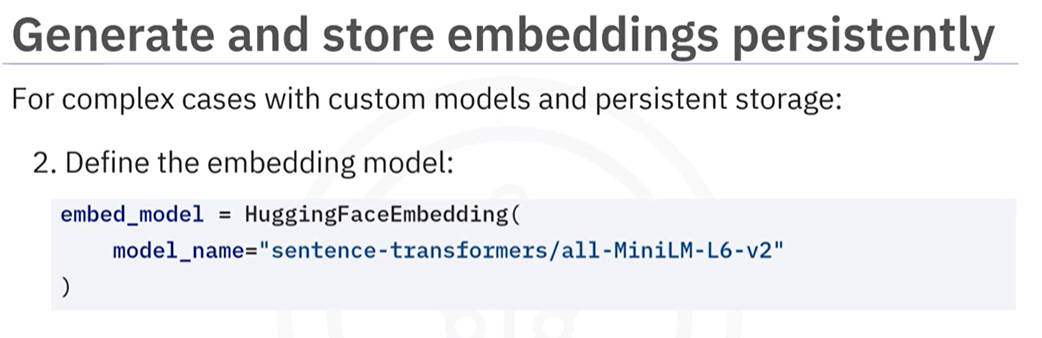 Generate and store embeddings persistently
For complex cases with custom models and persistent storage:
2. Define the embedding model:
embed_model = HuggingFaceEmbedding(
    model_name="sentence-transformers/all-MiniLM-L6-v2"
)